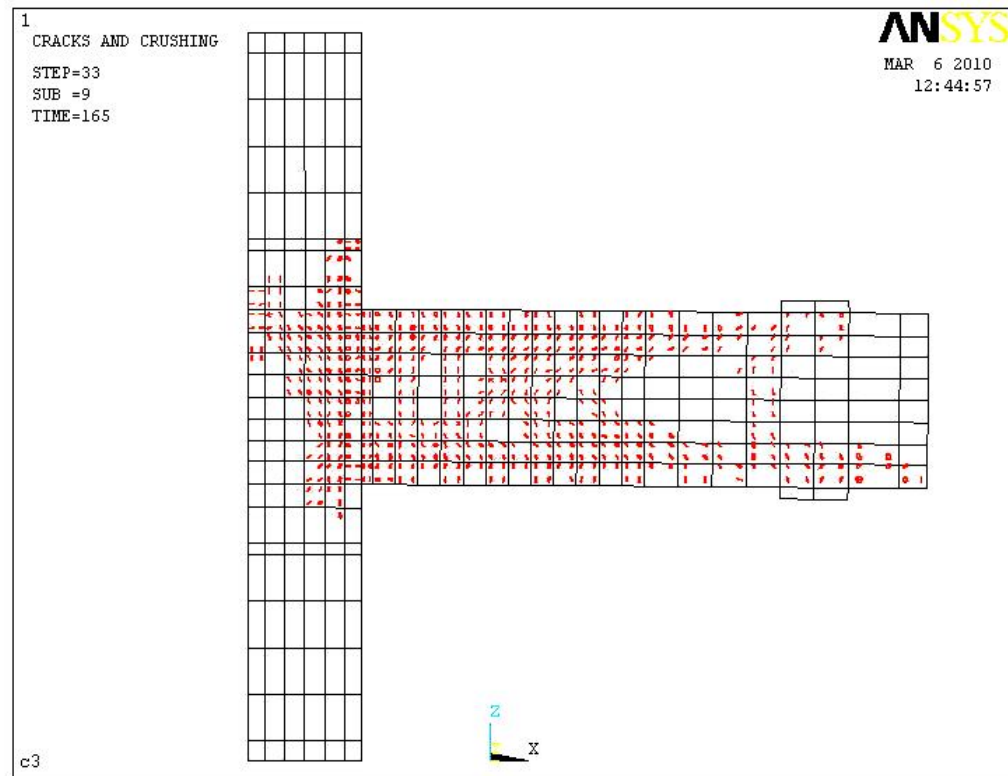 1
CRACKS AND CRUSHING
STEP=33
SUB =9
TIME=165
ANSYS
MAR 6 2010
12:44:57
Z
X
c3